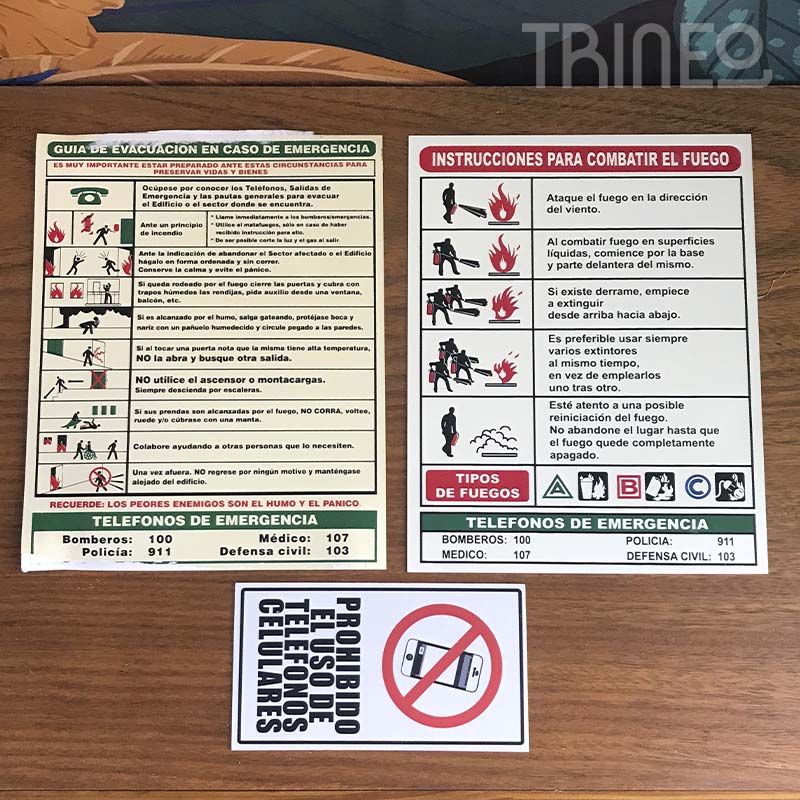 TRINEO
GUIA DE EVACUACION EN CASO DE EMERGENCIA
ES MUY IMPORTANTE ESTAR PREPARADO ANTE ESTAS CIRCUNSTANCIAS PARA
PRESERVAR VIDAS Y BIENES
Ocúpese por conocer los Teléfonos, Salidas de
Emergencia y las pautas generales para evacuar
el Edificio o el sector donde se encuentra.
Ante un principio
de incendio
* Llame inmediatamente a los bomberos/emergencias.
* Utilice el matafuegos, sólo en caso de haber
recibido instrucción para ello.
* De ser posible corte la luz y el gas al salir.
Ante la indicación de abandonar el Sector afectado o el Edificio
hágalo en forma ordenada y sin correr.
Conserve la calma y evite el pánico.
Si queda rodeado por el fuego cierre las puertas y cubra con
trapos húmedos las rendijas, pida auxilio desde una ventana,
balcón, etc.
Si es alcanzado por el humo, salga gateando, protéjase boca y
nariz con un pañuelo humedecido y circule pegado a las paredes.
Si al tocar una puerta nota que la misma tiene alta temperatura,
NO la abra y busque otra salida.
NO utilice el ascensor o montacargas.
Siempre descienda por escaleras.
Si sus prendas son alcanzadas por el fuego, NO CORRA, voltee,
ruede y/o cúbrase con una manta.
Colabore ayudando a otras personas que lo necesiten.
Una vez afuera. NO regrese por ningún motivo y manténgase
alejado del edificio.
RECUERDE: LOS PEORES ENEMIGOS SON EL HUMO Y EL PANICO.
TELEFONOS DE EMERGENCIA
Bomberos: 100 Médico: 107
Policía: 911 Defensa civil: 103
INSTRUCCIONES PARA COMBATIR EL FUEGO
Ataque el fuego en la dirección
del viento.
Al combatir fuego en superficies
líquidas, comience por la base
y parte delantera del mismo.
Si existe derrame, empiece
a extinguir
desde arriba hacia abajo.
Es preferible usar siempre
varios extintores
al mismo tiempo,
en vez de emplearlos
uno tras otro.
Esté atento a una posible
reiniciación del fuego.
No abandone el lugar hasta que
el fuego quede completamente
apagado.
TIPOS
DE FUEGOS
A B C
TELEFONOS DE EMERGENCIA
BOMBEROS: 100 POLICIA: 911
MEDICO: 107 DEFENSA CIVIL: 103
PROHIBIDO
EL USO DE
TELEFONOS
CELULARES